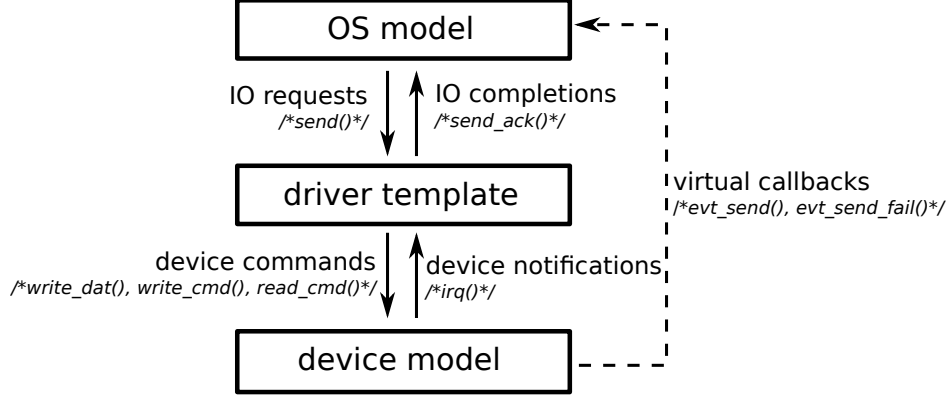 OS model
IO requests
/*send()*/
IO completions
/*send_ack()*/
driver template
virtual callbacks
/*evt_send(), evt_send_fail()*/
device commands
/*write_dat(), write_cmd(), read_cmd()*/
device notifications
/*irq()*/
device model